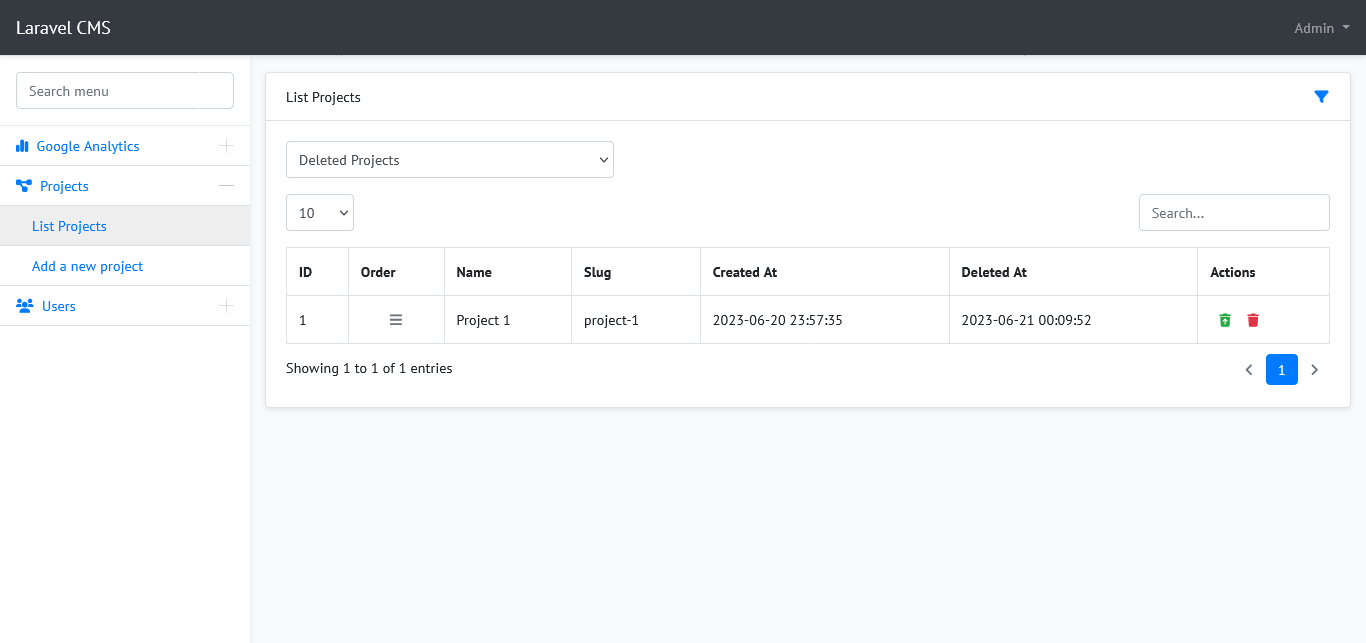 Laravel CMS
Admin
Search menu
Google Analytics
Projects
List Projects
Add a new project
Users
List Projects
Deleted Projects
10
Search...
ID Order Name Slug Created At Deleted At Actions
1 Project 1 project-1 2023-06-20 23:57:35 2023-06-21 00:09:52
Showing 1 to 1 of 1 entries
1